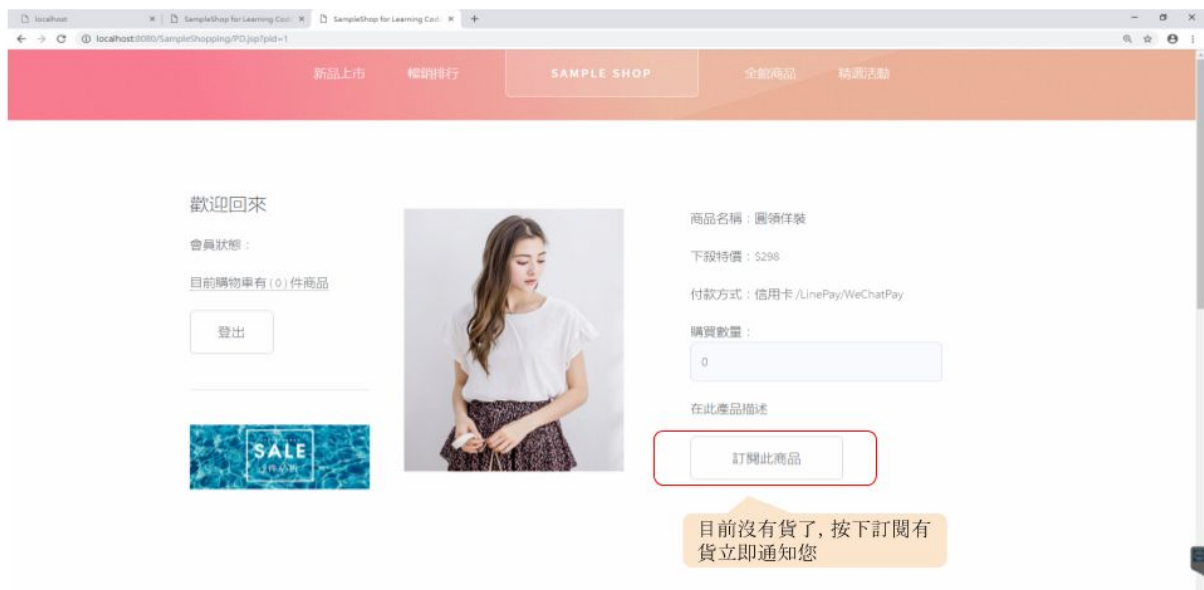 localhost
SampleShop for Learning Cod
SampleShop for Learning Cod
localhost:8080/SampleShopping/PD.jsp?pid=1
新品上市 暢銷排行 SAMPLE SHOP 全館商品 精選活動
歡迎回來
會員狀態：
目前購物車有(0)件商品
登出
SALE
商品名稱：圓領佯裝
下殺特價：$298
付款方式：信用卡/LinePay/WeChatPay
購買數量：
0
在此產品描述
訂閱此商品
目前沒有貨了, 按下訂閱有
貨立即通知您